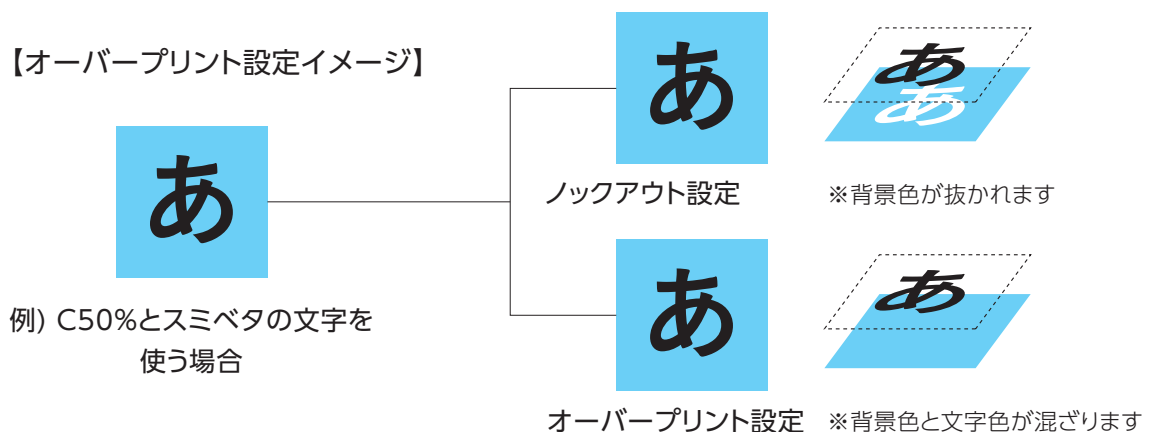 【オーバープリント設定イメージ】
あ
例) C50%とスミベタの文字を
使う場合
あ
あ
あ
ノックアウト設定
※背景色が抜かれます
あ
あ
オーバープリント設定
※背景色と文字色が混ざります